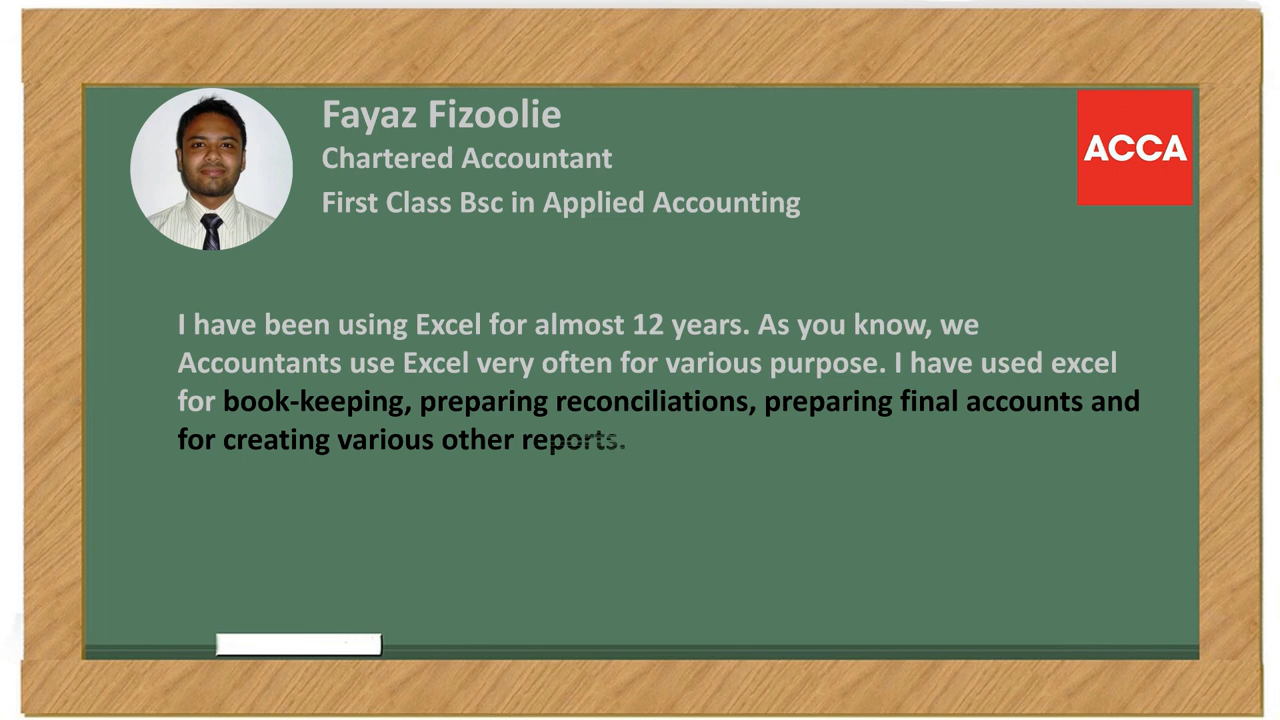 Fayaz Fizoolie
Chartered Accountant
First Class Bsc in Applied Accounting
ACCA
I have been using Excel for almost 12 years. As you know, we
Accountants use Excel very often for various purpose. I have used excel
for book-keeping, preparing reconciliations, preparing final accounts and
for creating various other reports.